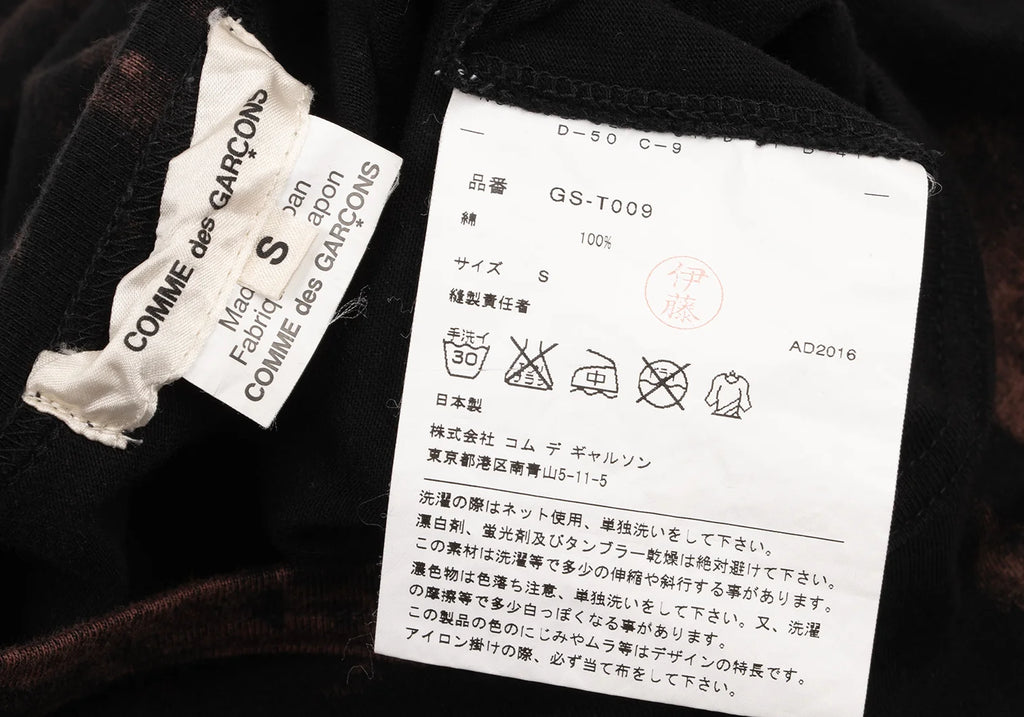 COMME des GARÇONS
S
Mad
Fabriq
apon
COMME des GARÇONS
D-50 C-9
品番 GS-T009
綿 100%
サイズ S
縫製責任者
伊藤
AD2016
手洗イ
30
中
日本製
株式会社 コム デ ギャルソン
東京都港区南青山5-11-5
洗濯の際はネット使用、単独洗いをして下さい。
漂白剤、蛍光剤及びタンブラー乾燥は絶対避けて下さい。
この素材は洗濯等で多少の伸縮や斜行する事があります。
濃色物は色落ち注意、単独洗いをして下さい。又、洗濯
の摩擦等で多少白っぽくなる事があります。
この製品の色のにじみやムラ等はデザインの特長です。
アイロン掛けの際、必ず当て布をして下さい。